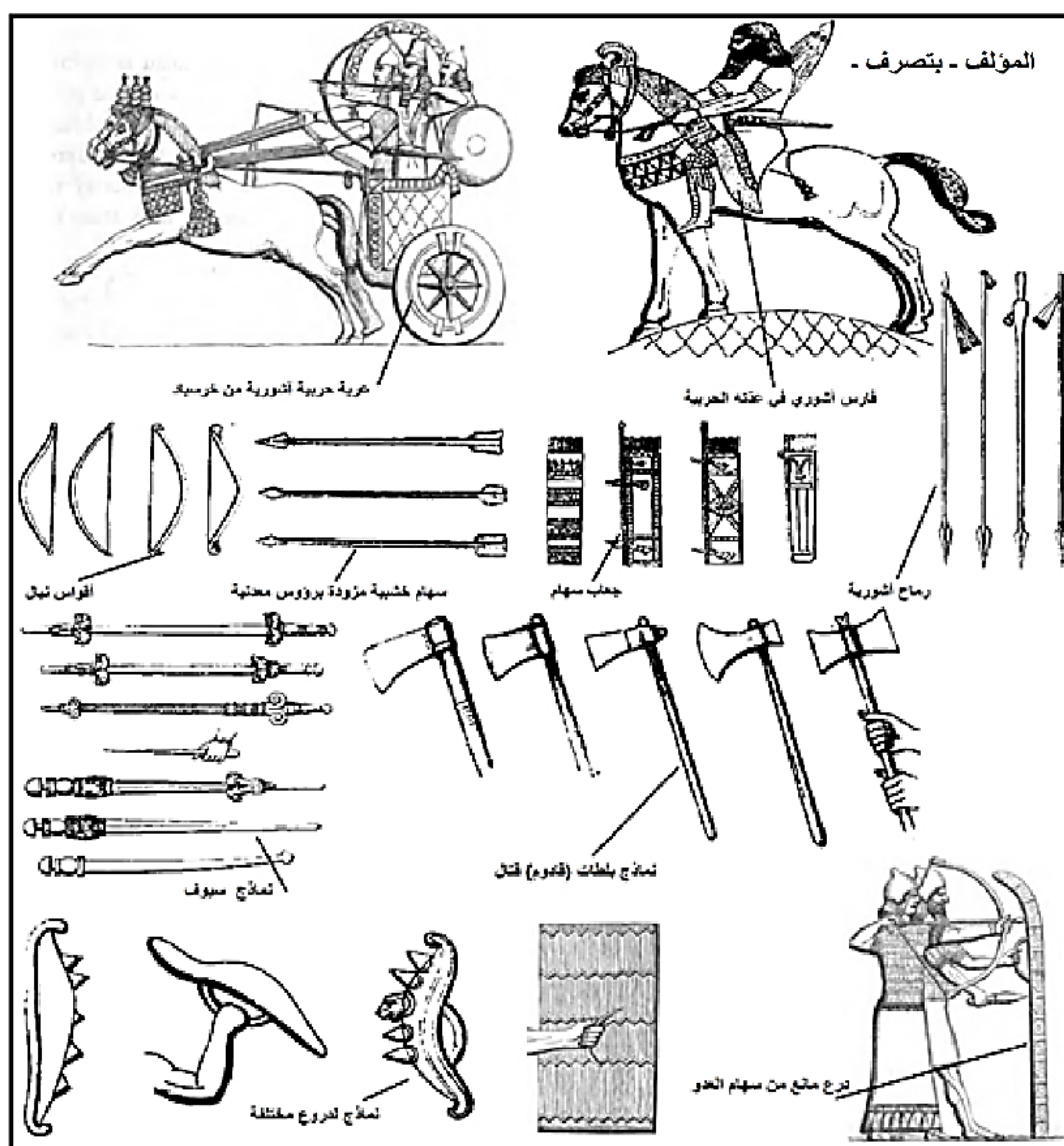 المؤلف - بتصرف -
عربة حربية آشورية من خرسباد
فارس آشوري في عدته الحربية
أقواس نبال
سهام خشبية مزودة برؤوس معدنية
جعاب سهام
رماح آشورية
نماذج سيوف
نماذج بلطات (قادوم) قتال
نماذج لدروع مختلفة
درع مانع من سهام العدو